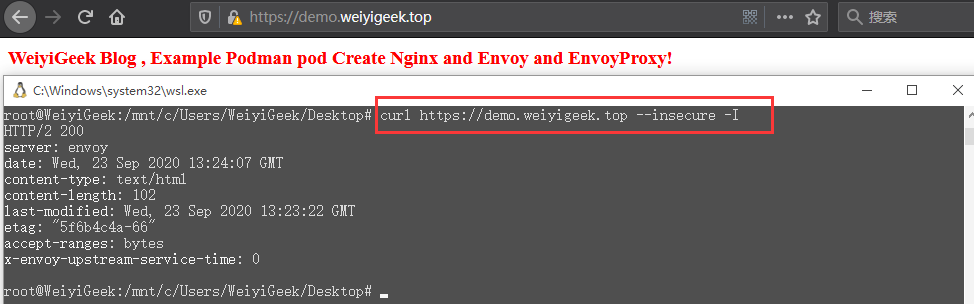 https://demo.weiyigeek.top
搜索
WeiyiGeek Blog , Example Podman pod Create Nginx and Envoy and EnvoyProxy!
C:\Windows\system32\wsl.exe
root@WeiyiGeek:/mnt/c/Users/WeiyiGeek/Desktop# curl https://demo.weiyigeek.top --insecure -I
HTTP/2 200
server: envoy
date: Wed, 23 Sep 2020 13:24:07 GMT
content-type: text/html
content-length: 102
last-modified: Wed, 23 Sep 2020 13:23:22 GMT
etag: "5f6b4c4a-66"
accept-ranges: bytes
x-envoy-upstream-service-time: 0
root@WeiyiGeek:/mnt/c/Users/WeiyiGeek/Desktop#